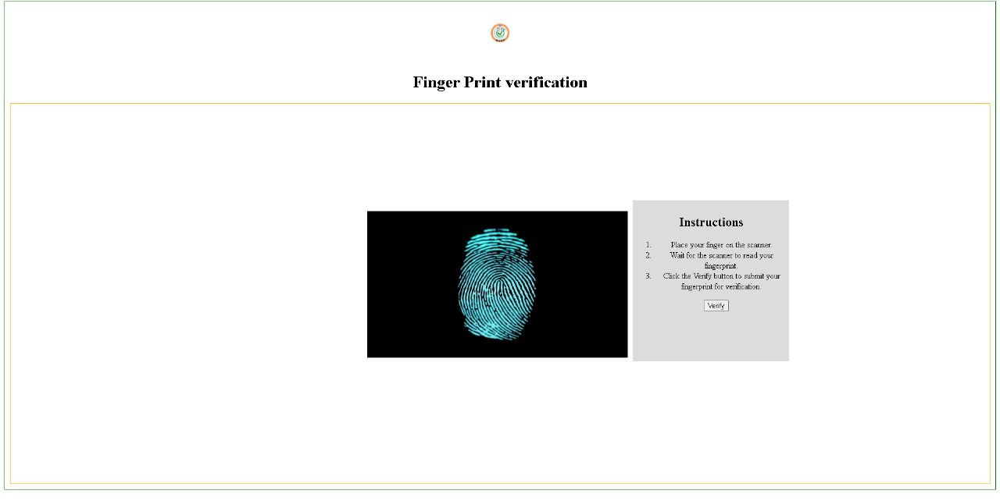 Finger Print verification
Instructions
1. Place your finger on the scanner.
2. Wait for the scanner to read your
fingerprint.
3. Click the Verify button to submit your
fingerprint for verification.
Verify